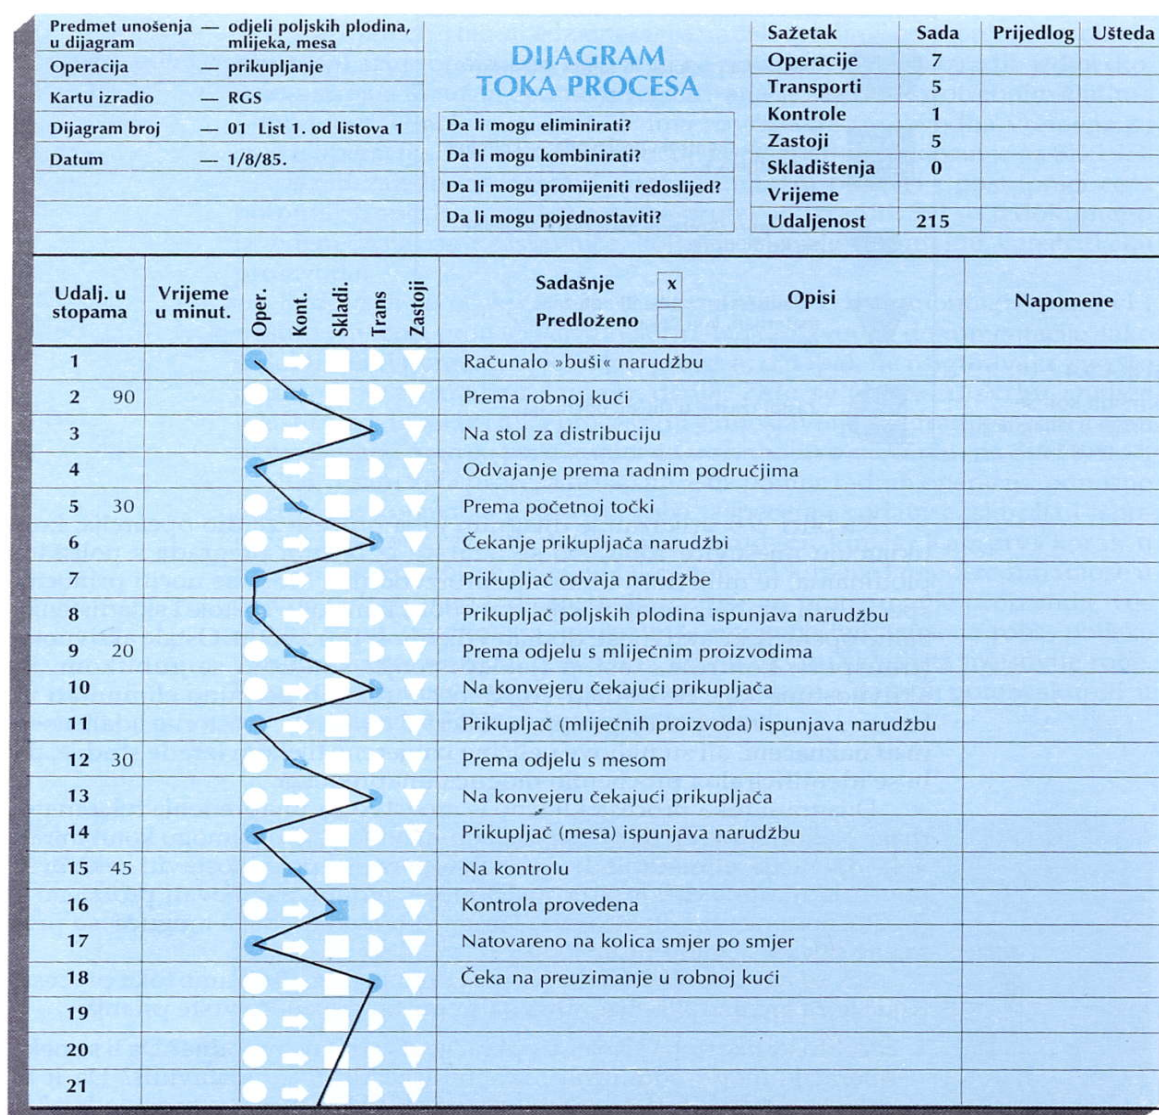 Predmet unošenja — odjeli poljskih plodina,
u dijagram mlijeka, mesa
Operacija — prikupljanje
Kartu izradio — RGS
Dijagram broj — 01 List 1. od listova 1
Datum — 1/8/85.
DIJAGRAM
TOKA PROCESA
Da li mogu eliminirati?
Da li mogu kombinirati?
Da li mogu promijeniti redoslijed?
Da li mogu pojednostaviti?
Sažetak Sada Prijedlog Ušteda
Operacije 7
Transporti 5
Kontrole 1
Zastoji 5
Skladištenja 0
Vrijeme
Udaljenost 215
Udalj. u
stopama
Vrijeme
u minut.
Oper.
Kont.
Skladi.
Trans
Zastoji
Sadašnje x
Predloženo
Opisi
Napomene
1 Računalo »buši« narudžbu
2 90 Prema robnoj kući
3 Na stol za distribuciju
4 Odvajanje prema radnim područjima
5 30 Prema početnoj točki
6 Čekanje prikupljača narudžbi
7 Prikupljač odvaja narudžbe
8 Prikupljač poljskih plodina ispunjava narudžbu
9 20 Prema odjelu s mliječnim proizvodima
10 Na konvejeru čekajući prikupljača
11 Prikupljač (mliječnih proizvoda) ispunjava narudžbu
12 30 Prema odjelu s mesom
13 Na konvejeru čekajući prikupljača
14 Prikupljač (mesa) ispunjava narudžbu
15 45 Na kontrolu
16 Kontrola provedena
17 Natovareno na kolica smjer po smjer
18 Čeka na preuzimanje u robnoj kući
19
20
21